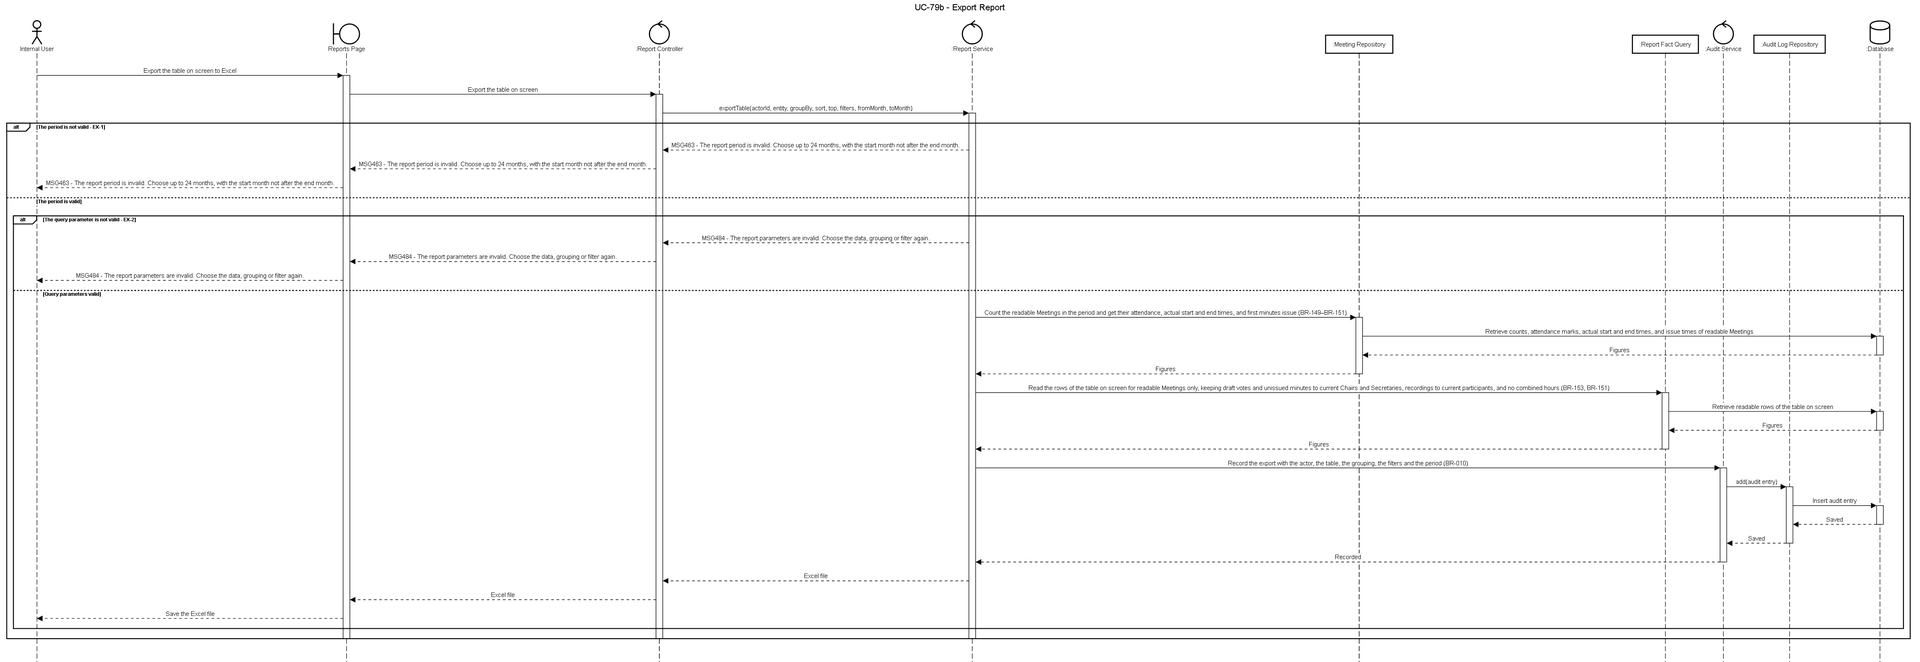 UC-79b - Export Report
Internal User
Reports Page
:Report Controller
:Report Service
:Meeting Repository
:Report Fact Query
:Audit Service
:Audit Log Repository
:Database
Export the table on screen to Excel
Export the table on screen
exportTable(actorId, entity, groupBy, sort, top, filters, fromMonth, toMonth)
alt
[The period is not valid - EX-1]
MSG463 - The report period is invalid. Choose up to 24 months, with the start month not after the end month.
MSG463 - The report period is invalid. Choose up to 24 months, with the start month not after the end month.
MSG463 - The report period is invalid. Choose up to 24 months, with the start month not after the end month.
[The period is valid]
alt
[The query parameter is not valid - EX-2]
MSG484 - The report parameters are invalid. Choose the data, grouping or filter again.
MSG484 - The report parameters are invalid. Choose the data, grouping or filter again.
MSG484 - The report parameters are invalid. Choose the data, grouping or filter again.
[Query parameters valid]
Count the readable Meetings in the period and get their attendance, actual start and end times, and first minutes issue (BR-149–BR-151)
Retrieve counts, attendance marks, actual start and end times, and issue times of readable Meetings
Figures
Figures
Read the rows of the table on screen for readable Meetings only, keeping draft votes and unissued minutes to current Chairs and Secretaries, recordings to current participants, and no combined hours (BR-153, BR-151)
Retrieve readable rows of the table on screen
Figures
Figures
Record the export with the actor, the table, the grouping, the filters and the period (BR-010)
add(audit entry)
Insert audit entry
Saved
Saved
Recorded
Excel file
Excel file
Save the Excel file